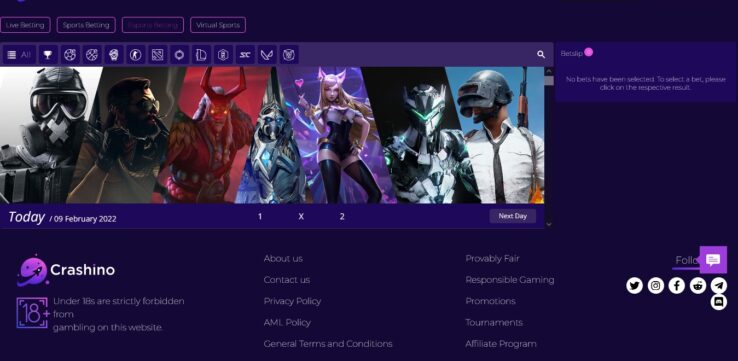 Live Betting
Sports Betting
Esports Betting
Virtual Sports
All
Betslip
No bets have been selected. To select a bet, please
click on the respective result.
Today / 09 February 2022
1
X
2
Next Day
Crashino
18+
Under 18s are strictly forbidden
from
gambling on this website.
About us
Contact us
Privacy Policy
AML Policy
General Terms and Conditions
Provably Fair
Responsible Gaming
Promotions
Tournaments
Affiliate Program
Follo